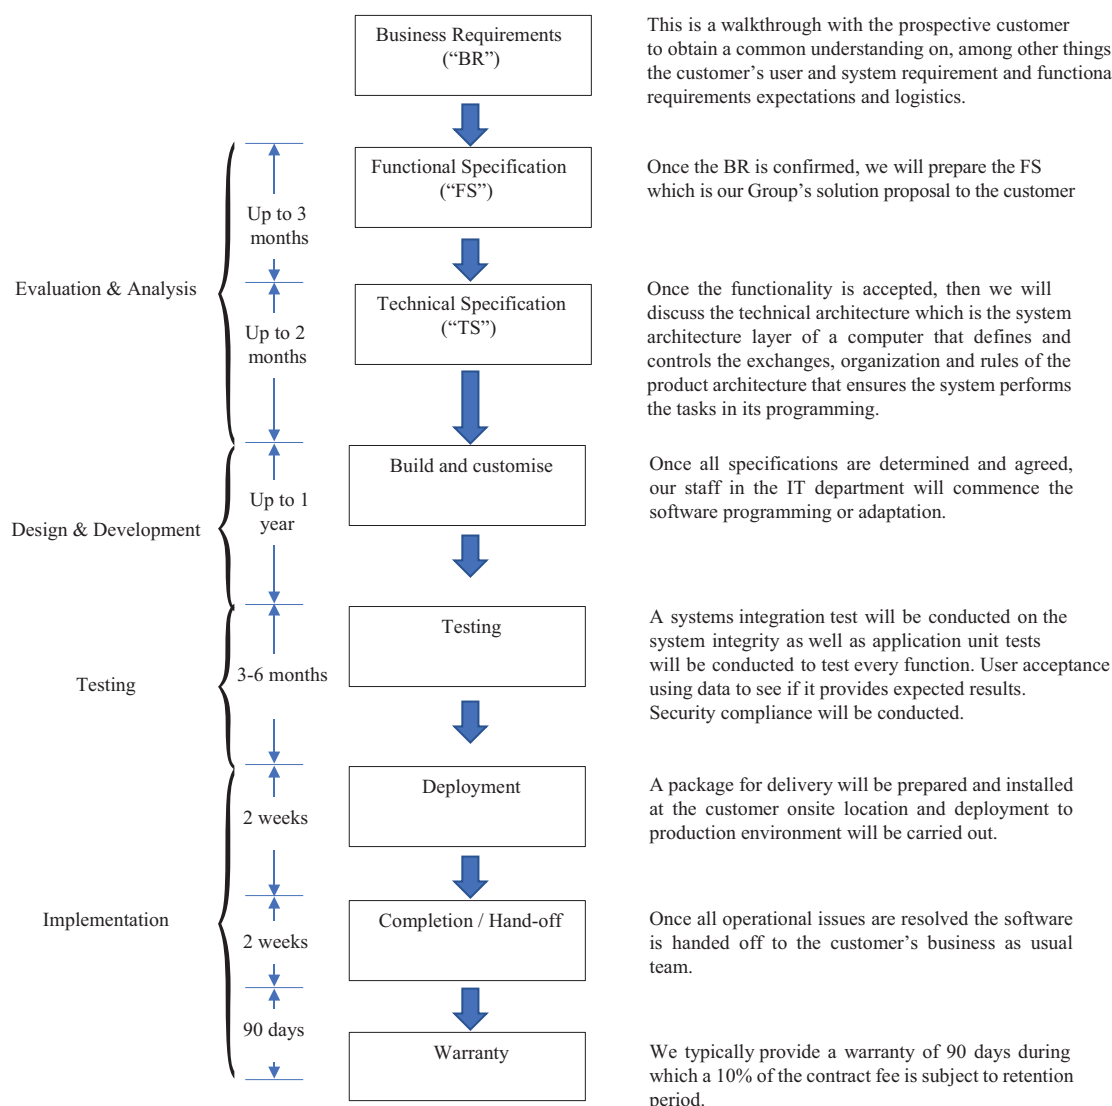 Business Requirements
(“BR”)
This is a walkthrough with the prospective customer
to obtain a common understanding on, among other things
the customer’s user and system requirement and functiona
requirements expectations and logistics.
Evaluation & Analysis
Up to 3
months
Functional Specification
(“FS”)
Once the BR is confirmed, we will prepare the FS
which is our Group’s solution proposal to the customer
Up to 2
months
Technical Specification
(“TS”)
Once the functionality is accepted, then we will
discuss the technical architecture which is the system
architecture layer of a computer that defines and
controls the exchanges, organization and rules of the
product architecture that ensures the system performs
the tasks in its programming.
Design & Development
Up to 1
year
Build and customise
Once all specifications are determined and agreed,
our staff in the IT department will commence the
software programming or adaptation.
Testing
3-6 months
Testing
A systems integration test will be conducted on the
system integrity as well as application unit tests
will be conducted to test every function. User acceptance
using data to see if it provides expected results.
Security compliance will be conducted.
Implementation
2 weeks
Deployment
A package for delivery will be prepared and installed
at the customer onsite location and deployment to
production environment will be carried out.
2 weeks
Completion / Hand-off
Once all operational issues are resolved the software
is handed off to the customer’s business as usual
team.
90 days
Warranty
We typically provide a warranty of 90 days during
which a 10% of the contract fee is subject to retention
period.